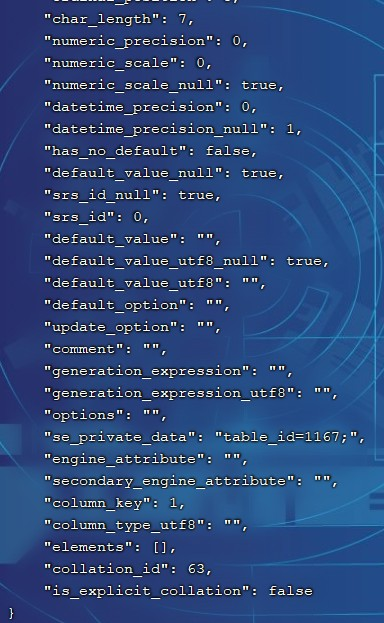 "char_length": 7,
"numeric_precision": 0,
"numeric_scale": 0,
"numeric_scale_null": true,
"datetime_precision": 0,
"datetime_precision_null": 1,
"has_no_default": false,
"default_value_null": true,
"srs_id_null": true,
"srs_id": 0,
"default_value": "",
"default_value_utf8_null": true,
"default_value_utf8": "",
"default_option": "",
"update_option": "",
"comment": "",
"generation_expression": "",
"generation_expression_utf8": "",
"options": "",
"se_private_data": "table_id=1167;",
"engine_attribute": "",
"secondary_engine_attribute": "",
"column_key": 1,
"column_type_utf8": "",
"elements": [],
"collation_id": 63,
"is_explicit_collation": false
}